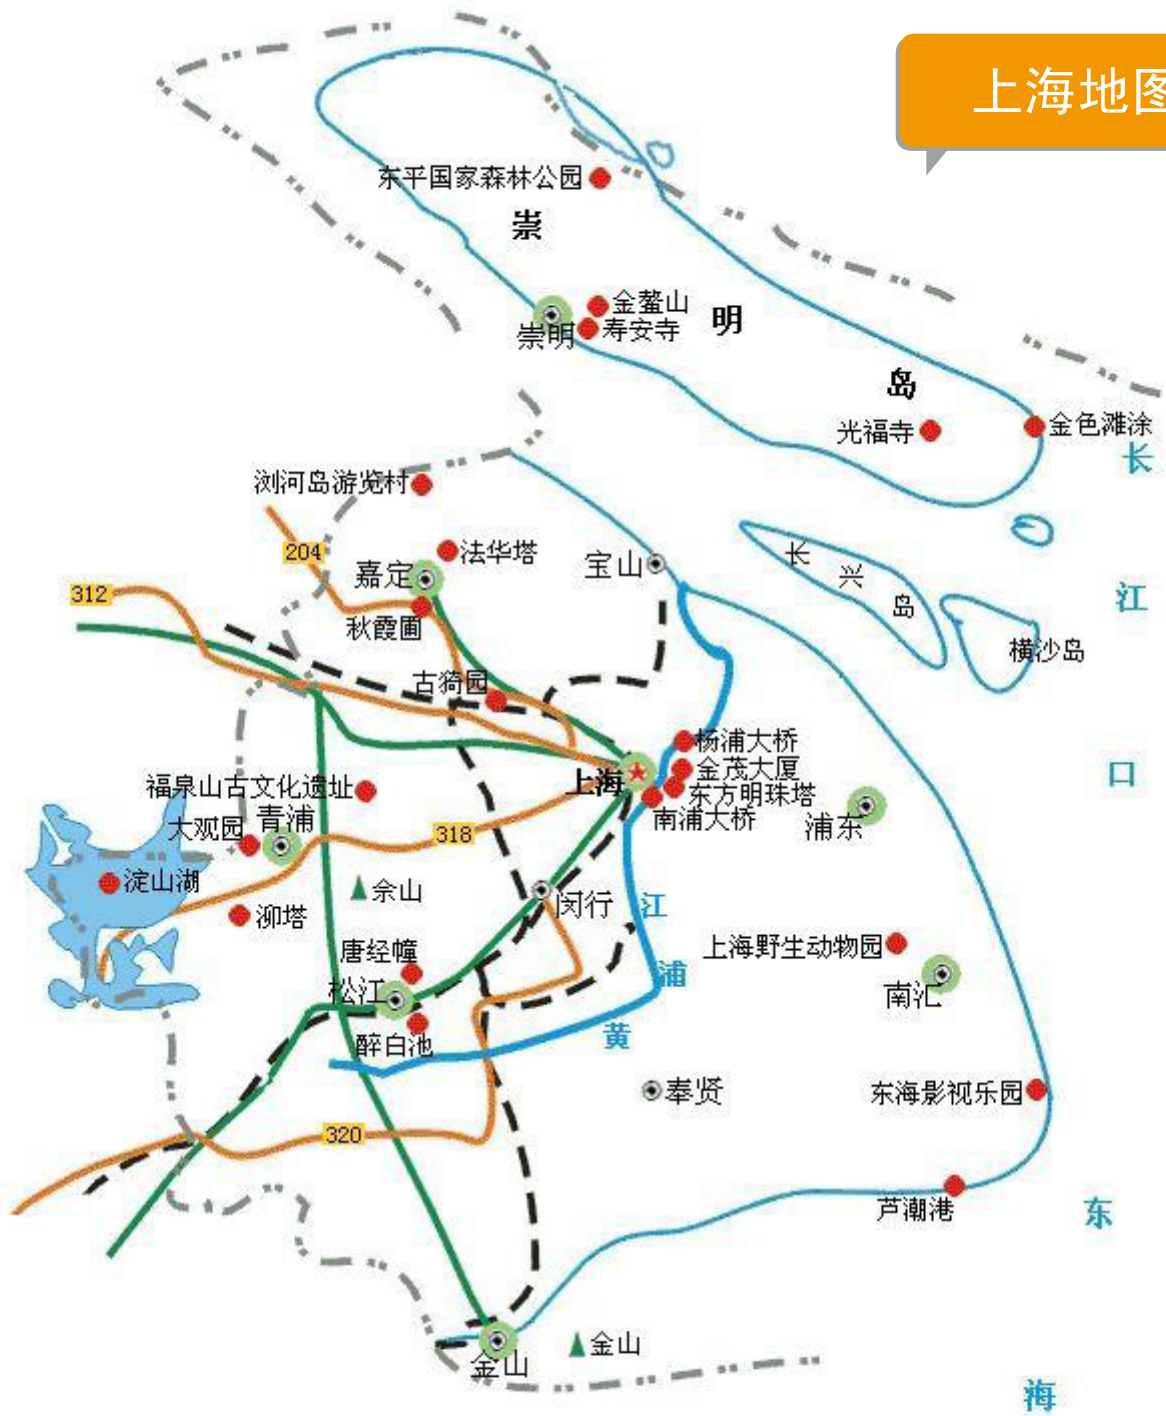 上海地图
东平国家森林公园
崇
明
岛
金鳌山
寿安寺
崇明
光福寺
金色滩涂
长
江
口
浏河岛游览村
204
法华塔
嘉定
宝山
长
兴
岛
312
秋霞圃
横沙岛
古猗园
杨浦大桥
金茂大厦
上海
东方明珠塔
福泉山古文化遗址
南浦大桥
浦东
大观园
青浦
318
淀山湖
佘山
闵行
江
泖塔
唐经幢
上海野生动物园
浦
松江
南汇
黄
醉白池
奉贤
东海影视乐园
320
芦潮港
东
金山
金山
海